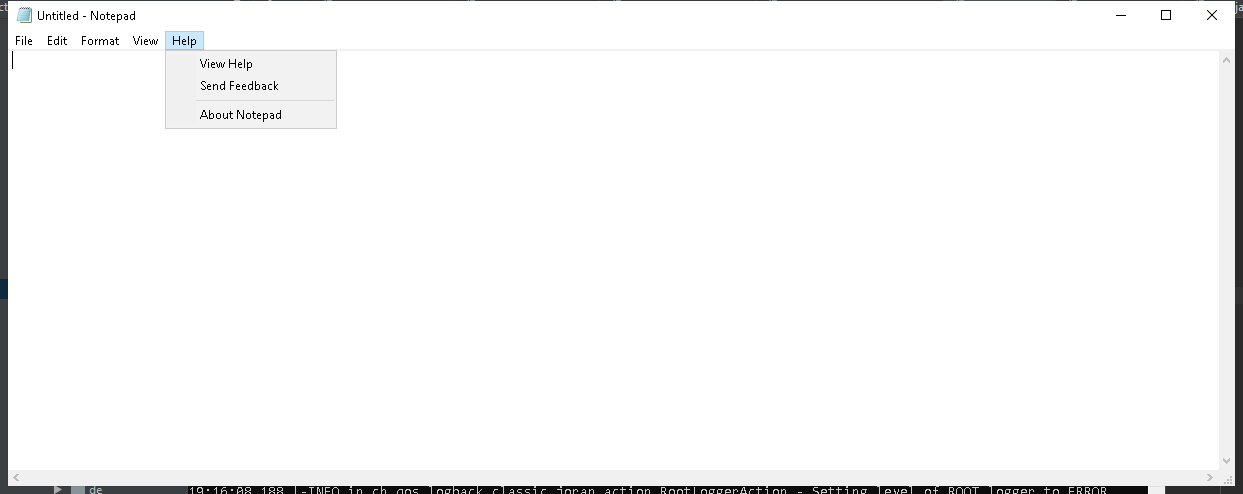 Untitled - Notepad
File Edit Format View Help
View Help
Send Feedback
About Notepad
de 19:16:08,188 |-INFO in ch.qos.logback.classic.joran.action.RootLoggerAction - Setting level of ROOT logger to ERROR